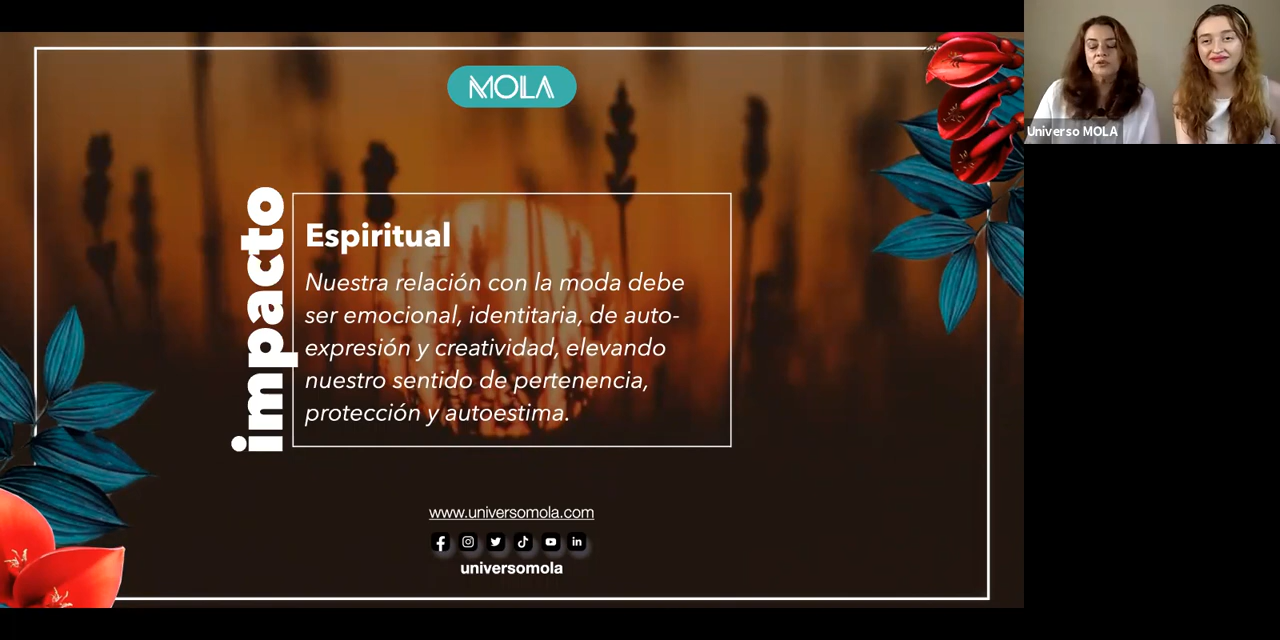 MOLA
Universo MOLA
impacto
Espiritual
Nuestra relación con la moda debe
ser emocional, identitaria, de auto-
expresión y creatividad, elevando
nuestro sentido de pertenencia,
protección y autoestima.
www.universomola.com
universomola